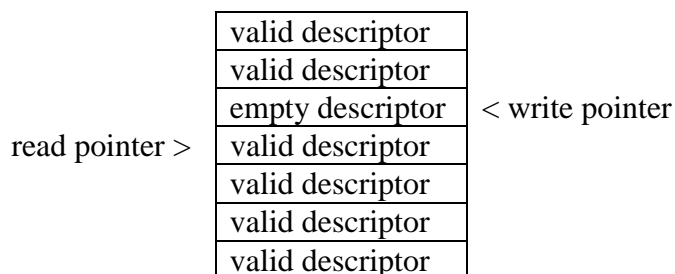 valid descriptor
valid descriptor
empty descriptor < write pointer
read pointer > valid descriptor
valid descriptor
valid descriptor
valid descriptor